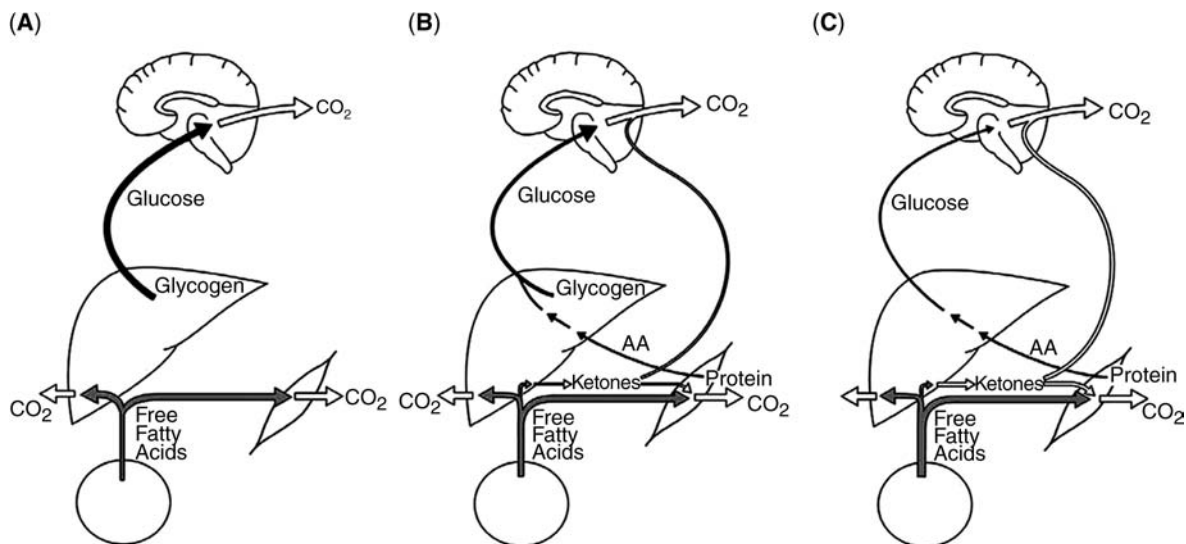 (A)
CO2
Glucose
Glycogen
CO2
CO2
Free
Fatty
Acids
(B)
CO2
Glucose
Glycogen
AA
Protein
Ketones
CO2
CO2
Free
Fatty
Acids
(C)
CO2
Glucose
AA
Protein
Ketones
CO2
Free
Fatty
Acids